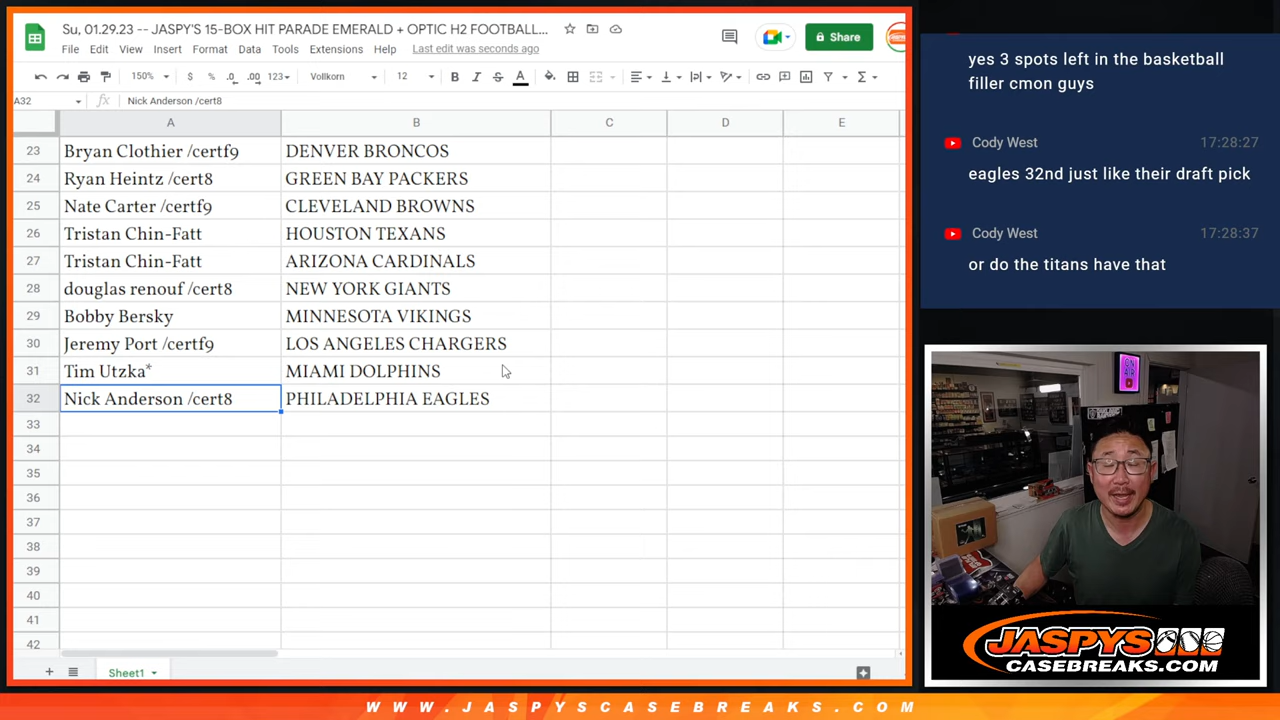 Su, 01.29.23 -- JASPY'S 15-BOX HIT PARADE EMERALD + OPTIC H2 FOOTBALL...
File Edit View Insert Format Data Tools Extensions Help Last edit was seconds ago
Share
150% $ % .0 .00 123 Vollkorn 12 B I S A
A32 fx Nick Anderson /cert8
A B C D E
23 Bryan Clothier /certf9 DENVER BRONCOS
24 Ryan Heintz /cert8 GREEN BAY PACKERS
25 Nate Carter /certf9 CLEVELAND BROWNS
26 Tristan Chin-Fatt HOUSTON TEXANS
27 Tristan Chin-Fatt ARIZONA CARDINALS
28 douglas renouf /cert8 NEW YORK GIANTS
29 Bobby Bersky MINNESOTA VIKINGS
30 Jeremy Port /certf9 LOS ANGELES CHARGERS
31 Tim Utzka* MIAMI DOLPHINS
32 Nick Anderson /cert8 PHILADELPHIA EAGLES
33
34
35
36
37
38
39
40
41
42
Sheet1
yes 3 spots left in the basketball
filler cmon guys
Cody West 17:28:27
eagles 32nd just like their draft pick
Cody West 17:28:37
or do the titans have that
ON
AIR
JASPYS
CASEBREAKS.COM
WWW.JASPYSCASEBREAKS.COM